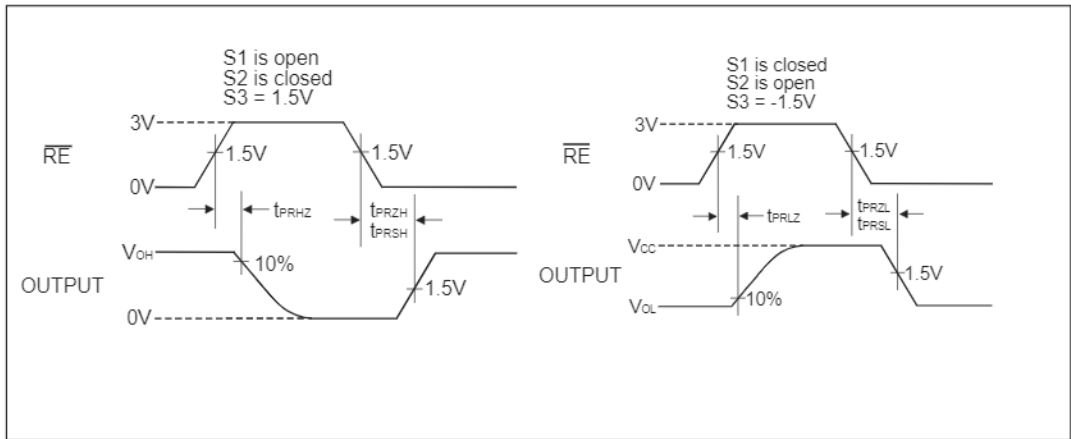 S1 is open
S2 is closed
S3 = 1.5V
3V
R̅E̅
1.5V
1.5V
0V
tPRHZ
tPRZH
tPRSH
VOH
10%
OUTPUT
1.5V
0V
S1 is closed
S2 is open
S3 = -1.5V
3V
R̅E̅
1.5V
1.5V
0V
tPRLZ
tPRZL
tPRSL
VCC
OUTPUT
1.5V
10%
VOL